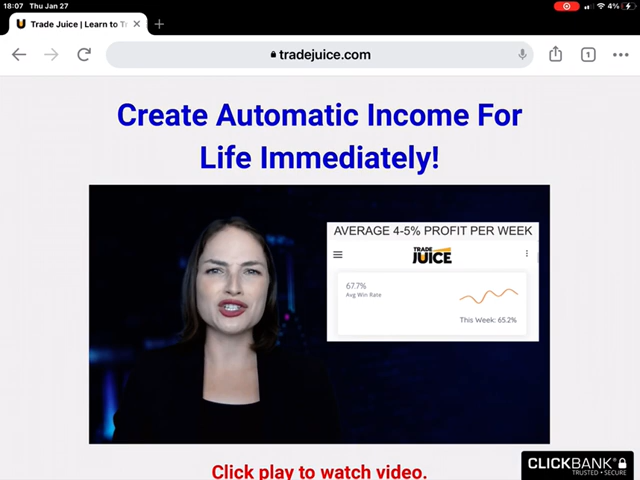 18:07 Thu Jan 27
4%
Trade Juice | Learn to Tr
tradejuice.com
1
Create Automatic Income For
Life Immediately!
AVERAGE 4-5% PROFIT PER WEEK
TRADE
JUICE
67.7%
Avg Win Rate
This Week: 65.2%
Click play to watch video.
CLICKBANK®
TRUSTED • SECURE